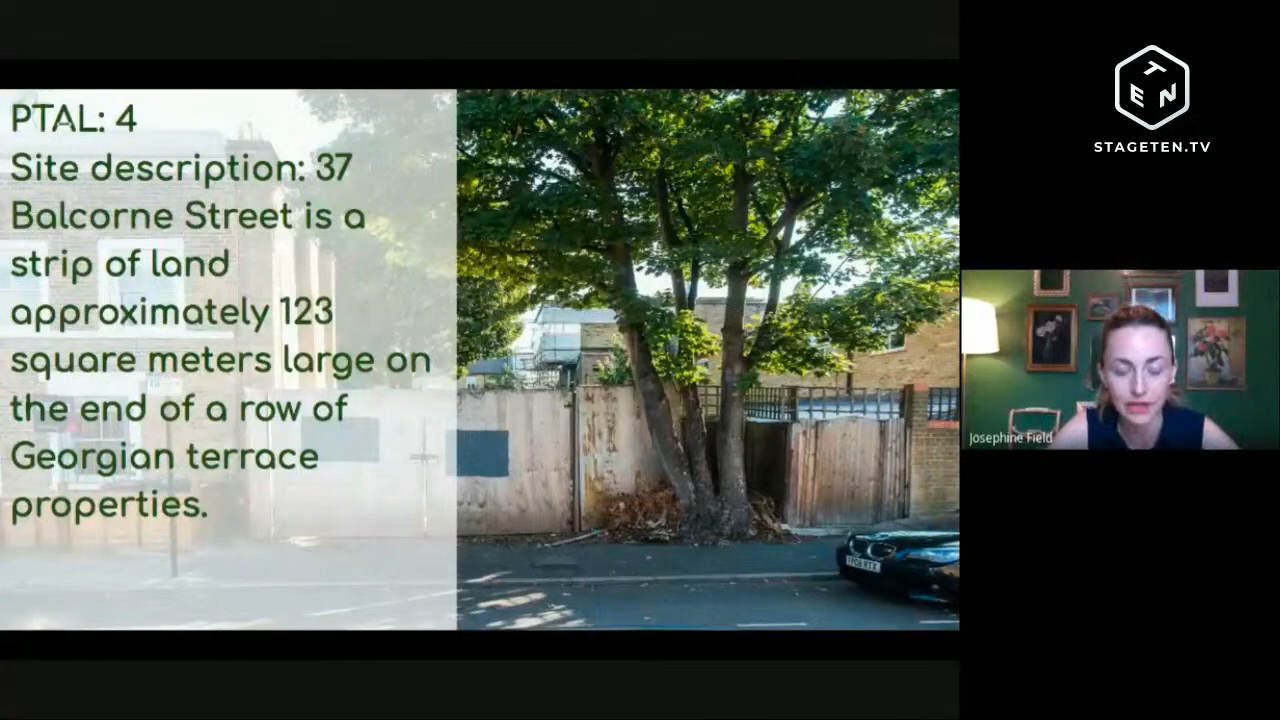 PTAL: 4
Site description: 37
Balcorne Street is a
strip of land
approximately 123
square meters large on
the end of a row of
Georgian terrace
properties.
T
E N
STAGETEN.TV
Josephine Field